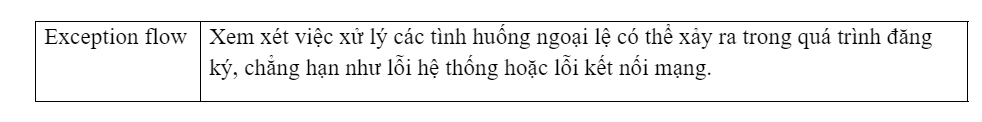 Exception flow Xem xét việc xử lý các tình huống ngoại lệ có thể xảy ra trong quá trình đăng
ký, chẳng hạn như lỗi hệ thống hoặc lỗi kết nối mạng.